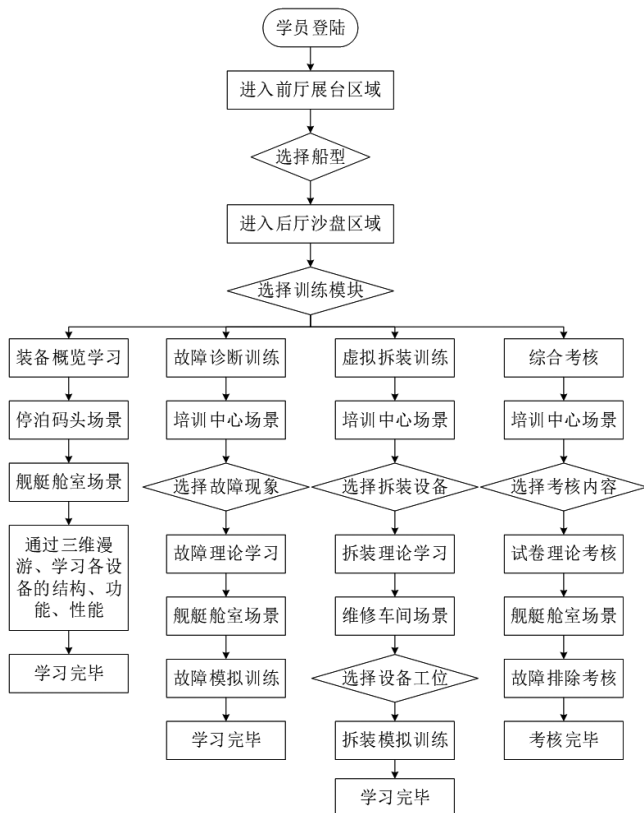 学员登陆
进入前厅展台区域
选择船型
进入后厅沙盘区域
选择训练模块
装备概览学习
停泊码头场景
舰艇舱室场景
通过三维漫
游、学习各设
备的结构、功
能、性能
学习完毕
故障诊断训练
培训中心场景
选择故障现象
故障理论学习
舰艇舱室场景
故障模拟训练
学习完毕
虚拟拆装训练
培训中心场景
选择拆装设备
拆装理论学习
维修车间场景
选择设备工位
拆装模拟训练
学习完毕
综合考核
培训中心场景
选择考核内容
试卷理论考核
舰艇舱室场景
故障排除考核
考核完毕